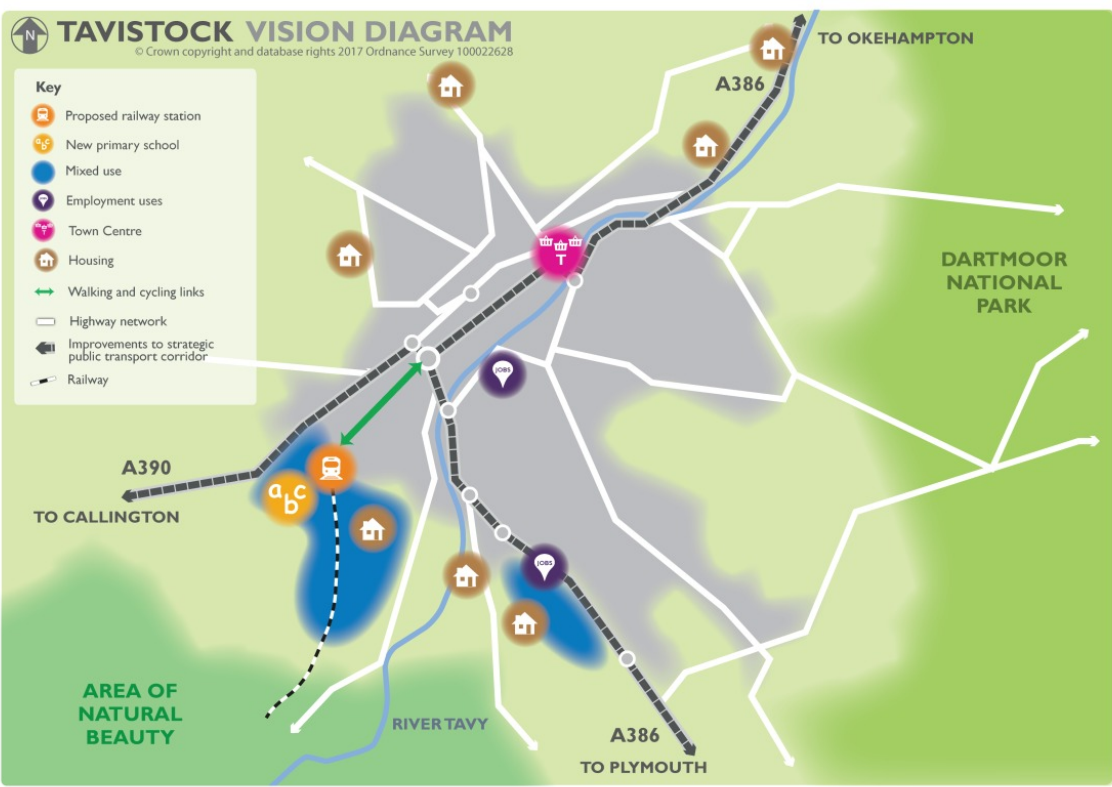 N
TAVISTOCK VISION DIAGRAM
© Crown copyright and database rights 2017 Ordnance Survey 100022628
Key
Proposed railway station
abc
New primary school
Mixed use
Employment uses
T
Town Centre
Housing
Walking and cycling links
Highway network
Improvements to strategic
public transport corridor
Railway
TO OKEHAMPTON
A386
T
DARTMOOR
NATIONAL
PARK
JOBS
A390
TO CALLINGTON
abc
JOBS
AREA OF
NATURAL
BEAUTY
RIVER TAVY
A386
TO PLYMOUTH